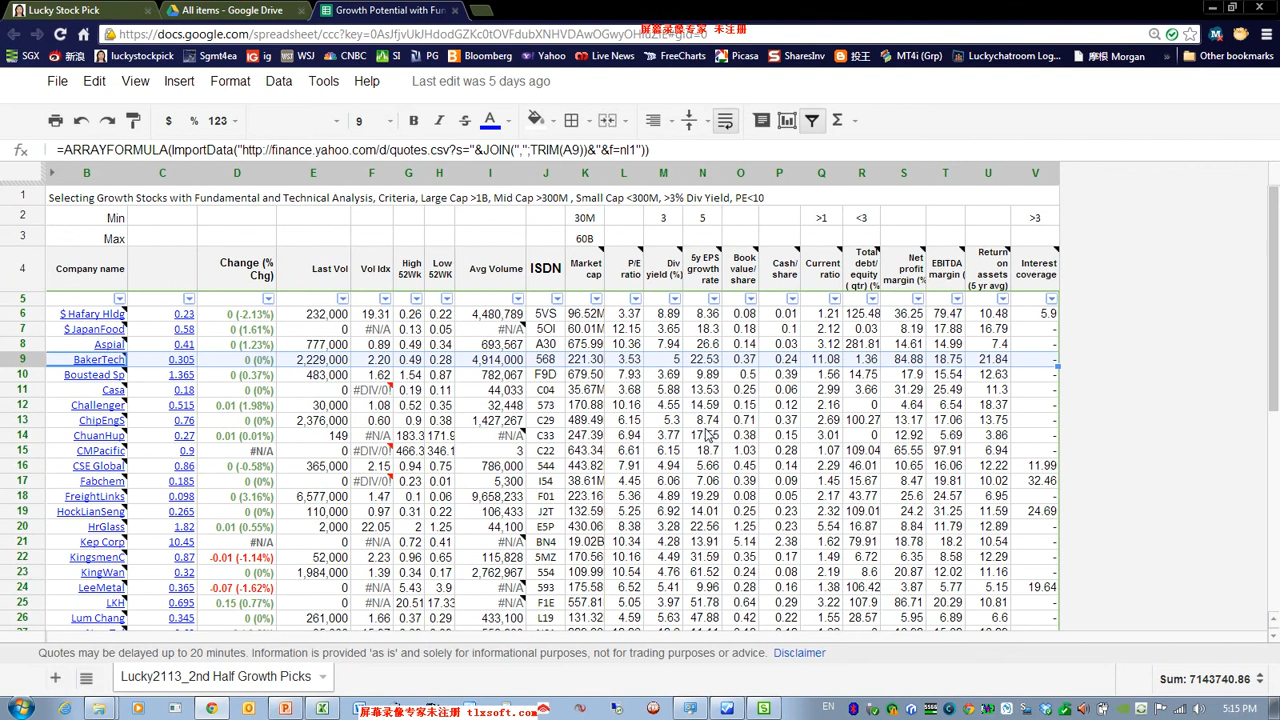 Lucky Stock Pick
All items - Google Drive
Growth Potential with Fun
屏幕录像专家 未注册
https://docs.google.com/spreadsheet/ccc?key=
SGX 新浪 luckystockpick Sgmt4ea ig WSJ CNBC SI PG Bloomberg Youtube Live News FreeCharts Picasa SharesInv 投王 MT4i (Grp) Luckychatroom Log... 摩根 Morgan Other bookmarks
File Edit View Insert Format Data Tools Help Last edit was 5 days ago
$ % 123 9 B I S A Σ
fx =ARRAYFORMULA(ImportData("http://finance.yahoo.com/d/quotes.csv?s="&JOIN(",";TRIM(A9))&"&f=nl1"))
B C D E F G H I J K L M N O P Q R S T U V
1 Selecting Growth Stocks with Fundamental and Technical Analysis, Criteria, Large Cap >1B, Mid Cap >300M , Small Cap <300M, >3% Div Yield, PE<10
2 Min 30M 3 5 >1 <3 >3
3 Max 60B
4 Company name Change (% Chg) Last Vol Vol Idx High 52WK Low 52WK Avg Volume ISDN Market cap P/E ratio Div yield (%) 5y EPS growth rate Book value/ share Cash/ share Current ratio Total debt/ equity ( qtr) (% Net profit margin (% EBITDA margin ( Return on assets (5 yr avg) Interest coverage
5
6 $ Hafary Hldg 0.23 0 (-2.13%) 232,000 19.31 0.26 0.22 4,480,789 5VS 96.52M 3.37 8.89 8.36 0.08 0.01 1.21 125.48 36.25 79.47 10.48 5.9
7 $ JapanFood 0.58 0 (1.61%) 0 #N/A 0 0 #N/A 5OI 60.01M 12.15 3.65 18.3 0.18 0.1 2.12 0.03 8.19 17.88 16.79 -
8 Aspial 0.41 0 (1.23%) 777,000 0.89 0.49 0.34 693,567 A30 675.99 10.36 7.94 26.6 0.14 0.03 3.12 281.81 14.61 14.99 7.4 -
9 BakerTech 0.305 0 (0%) 2,229,000 2.20 0.49 0.28 4,914,000 568 221.30 3.53 5 22.53 0.37 0.24 11.08 1.36 84.88 18.75 21.84 -
10 Boustead Sp 1.365 0 (0.37%) 483,000 1.62 1.54 0.87 782,067 F9D 679.50 7.93 3.69 9.89 0.5 0.39 1.56 14.75 17.9 15.54 12.63 -
11 Casa 0.18 0 (0%) 0 #DIV/0! 0.19 0.11 44,033 C04 35.67M 3.68 5.88 13.53 0.25 0.06 2.99 3.66 31.29 25.49 11.3 -
12 Challenger 0.515 0.01 (1.98%) 30,000 1.08 0.52 0.35 32,448 573 170.88 10.16 4.55 14.59 0.15 0.12 2.16 0 4.64 6.54 18.37 -
13 ChipEngS 0.27 0 (0%) 2,376,000 0.60 0.9 0.38 1,427,267 C29 489.49 6.15 5.3 8.74 0.71 0.37 2.69 100.27 13.17 17.06 13.75 -
14 ChuanHup 0.27 0.01 (0.01%) 149 #N/A 183.3 171.9 #N/A C33 247.39 6.94 3.77 0.38 0.15 3.01 0 12.92 5.69 3.86 -
15 CMPacific 0.9 0 (0%) 0 #DIV/0! 466.3 346.1 3 C22 643.34 6.61 6.15 18.7 1.03 0.28 1.07 109.04 65.55 97.91 6.94 -
16 CSE Global 0.86 0 (-0.58%) 365,000 2.15 0.94 0.75 786,000 544 443.82 7.91 4.94 5.66 0.45 0.14 2.29 46.01 10.65 16.06 12.22 11.99
17 Fabchem 0.185 0 (0%) 0 #DIV/0! 0.23 0.01 5,300 I54 38.61M 4.45 6.06 7.06 0.39 0.09 1.45 15.67 8.47 19.81 10.02 32.46
18 FreightLinks 0.098 0 (3.16%) 6,577,000 1.47 0.1 0.06 9,658,233 F01 223.16 5.36 4.89 19.29 0.08 0.05 2.17 43.77 25.6 24.57 6.95 -
19 HockLianSeng 0.265 0 (0%) 110,000 0.97 0.31 0.22 106,433 J2T 132.59 5.25 6.92 14.01 0.23 0.32 2.02 109.01 24.2 31.25 11.59 24.69
20 HrGlass 1.82 0.01 (0.55%) 2,000 22.05 2 1.25 44,100 E5P 430.06 8.38 3.28 22.56 1.25 0.23 5.54 16.87 8.84 11.79 12.89 -
21 Kep Corp 10.45 #N/A 0 #N/A 0.72 0.41 #N/A BN4 19.02B 10.34 4.28 13.91 5.14 2.38 1.62 79.91 18.78 18.2 10.54 -
22 KingsmenC 0.87 -0.01 (-1.14%) 52,000 2.23 0.96 0.65 115,828 5MZ 170.56 10.16 4.49 31.59 0.38 0.23 1.49 6.72 6.35 8.58 12.29 -
23 KingWan 0.32 0 (0%) 1,984,000 1.39 0.34 0.17 2,762,967 554 109.99 10.54 4.76 61.52 0.24 0.08 2.19 8.6 20.87 12.02 11.16 -
24 LeeMetal 0.365 -0.07 (-1.62%) 0 #N/A 5.43 3.9 #N/A 593 175.58 6.52 5.41 9.96 0.28 0.16 1.38 106.42 3.87 5.77 5.15 19.64
25 LKH 0.695 0.15 (0.77%) 0 #N/A 20.51 17.33 #N/A F1E 557.81 5.05 3.97 51.78 0.64 0.29 3.22 107.9 86.71 20.29 10.81 -
26 Lum Chang 0.345 0 (0%) 261,000 1.66 0.37 0.29 433,100 L19 131.32 4.59 5.63 47.88 0.64 0.27 1.64 28.57 5.95 6.89 6.6 -
Quotes may be delayed up to 20 minutes. Information is provided 'as is' and solely for informational purposes, not for trading purposes or advice. Disclaimer
Lucky2113_2nd Half Growth Picks
Sum: 7143740.86
屏幕录像专家未注册 tlxsoft.com
EN 5:15 PM